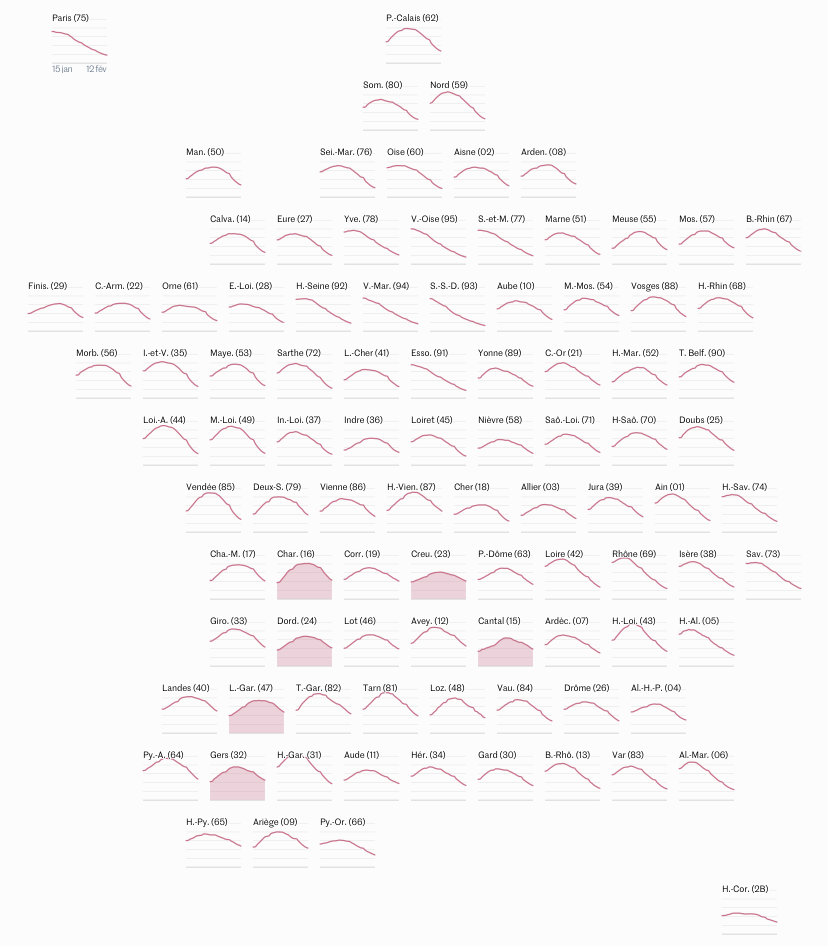 Paris (75) P.-Calais (62)
15 jan 12 fév
Som. (80) Nord (59)
Man. (50) Sei.-Mar. (76) Oise (60) Aisne (02) Arden. (08)
Calva. (14) Eure (27) Yve. (78) V.-Oise (95) S.-et-M. (77) Marne (51) Meuse (55) Mos. (57) B.-Rhin (67)
Finis. (29) C.-Arm. (22) Orne (61) E.-Loi. (28) H.-Seine (92) V.-Mar. (94) S.-S.-D. (93) Aube (10) M.-Mos. (54) Vosges (88) H.-Rhin (68)
Morb. (56) I.-et-V. (35) Maye. (53) Sarthe (72) L.-Cher (41) Esso. (91) Yonne (89) C.-Or (21) H.-Mar. (52) T. Belf. (90)
Loi.-A. (44) M.-Loi. (49) In.-Loi. (37) Indre (36) Loiret (45) Nièvre (58) Saô.-Loi. (71) H-Saô. (70) Doubs (25)
Vendée (85) Deux-S. (79) Vienne (86) H.-Vien. (87) Cher (18) Allier (03) Jura (39) Ain (01) H.-Sav. (74)
Cha.-M. (17) Char. (16) Corr. (19) Creu. (23) P.-Dôme (63) Loire (42) Rhône (69) Isère (38) Sav. (73)
Giro. (33) Dord. (24) Lot (46) Avey. (12) Cantal (15) Ardéc. (07) H.-Loi. (43) H.-Al. (05)
Landes (40) L.-Gar. (47) T.-Gar. (82) Tarn (81) Loz. (48) Vau. (84) Drôme (26) Al.-H.-P. (04)
Py.-A. (64) Gers (32) H.-Gar. (31) Aude (11) Hér. (34) Gard (30) B.-Rhô. (13) Var (83) Al.-Mar. (06)
H.-Py. (65) Ariège (09) Py.-Or. (66)
H.-Cor. (2B)